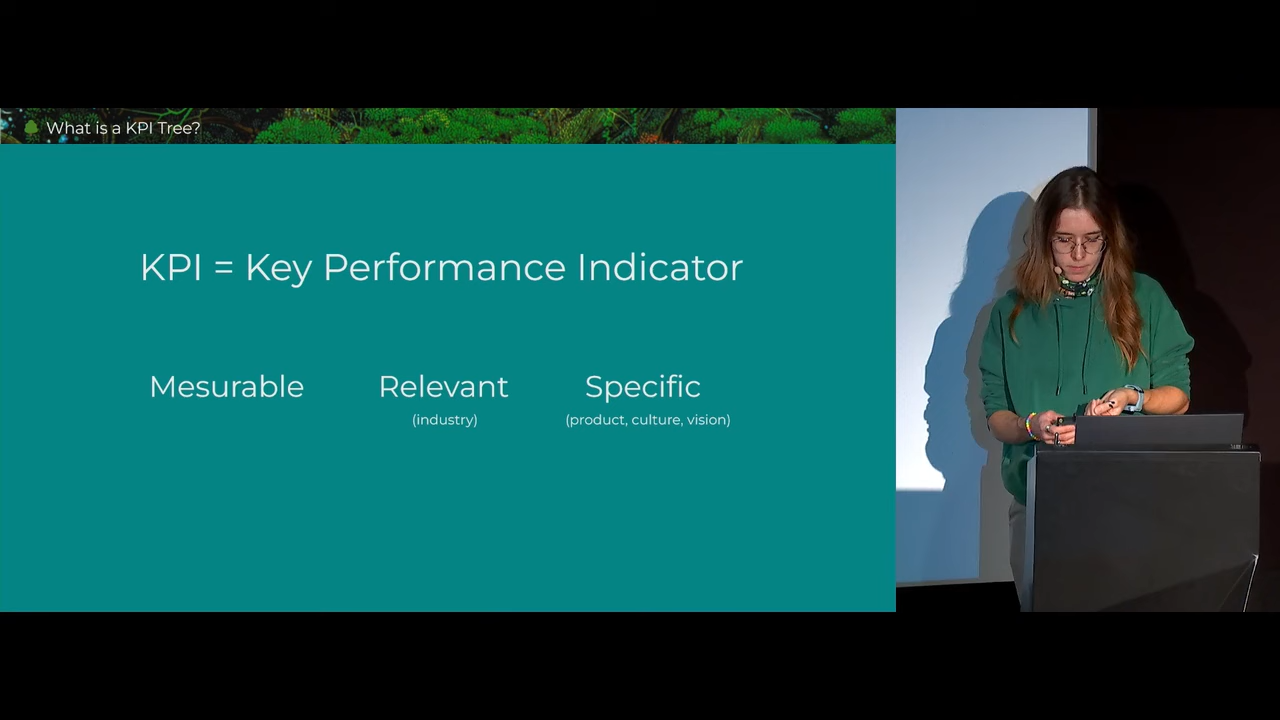 What is a KPI Tree?
KPI = Key Performance Indicator
Mesurable Relevant Specific
(industry) (product, culture, vision)